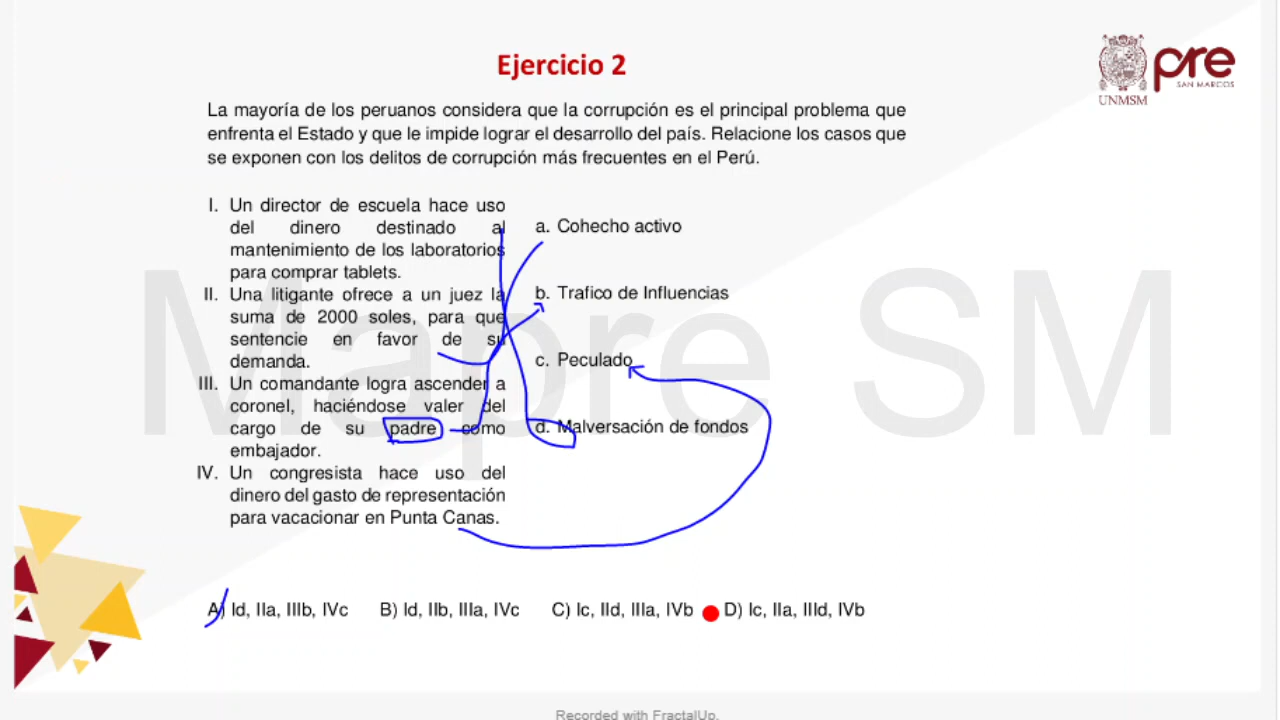 Ejercicio 2
pre
SAN MARCOS
UNMSM
La mayoría de los peruanos considera que la corrupción es el principal problema que
enfrenta el Estado y que le impide lograr el desarrollo del país. Relacione los casos que
se exponen con los delitos de corrupción más frecuentes en el Perú.
I. Un director de escuela hace uso
del dinero destinado al
mantenimiento de los laboratorios
para comprar tablets.
II. Una litigante ofrece a un juez la
suma de 2000 soles, para que
sentencie en favor de su
demanda.
III. Un comandante logra ascender a
coronel, haciéndose valer del
cargo de su padre como
embajador.
IV. Un congresista hace uso del
dinero del gasto de representación
para vacacionar en Punta Canas.
a. Cohecho activo
b. Trafico de Influencias
c. Peculado
d. Malversación de fondos
Mapre SM
A) Id, IIa, IIIb, IVc B) Id, IIb, IIIa, IVc C) Ic, IId, IIIa, IVb D) Ic, IIa, IIId, IVb
Recorded with FractalUp.